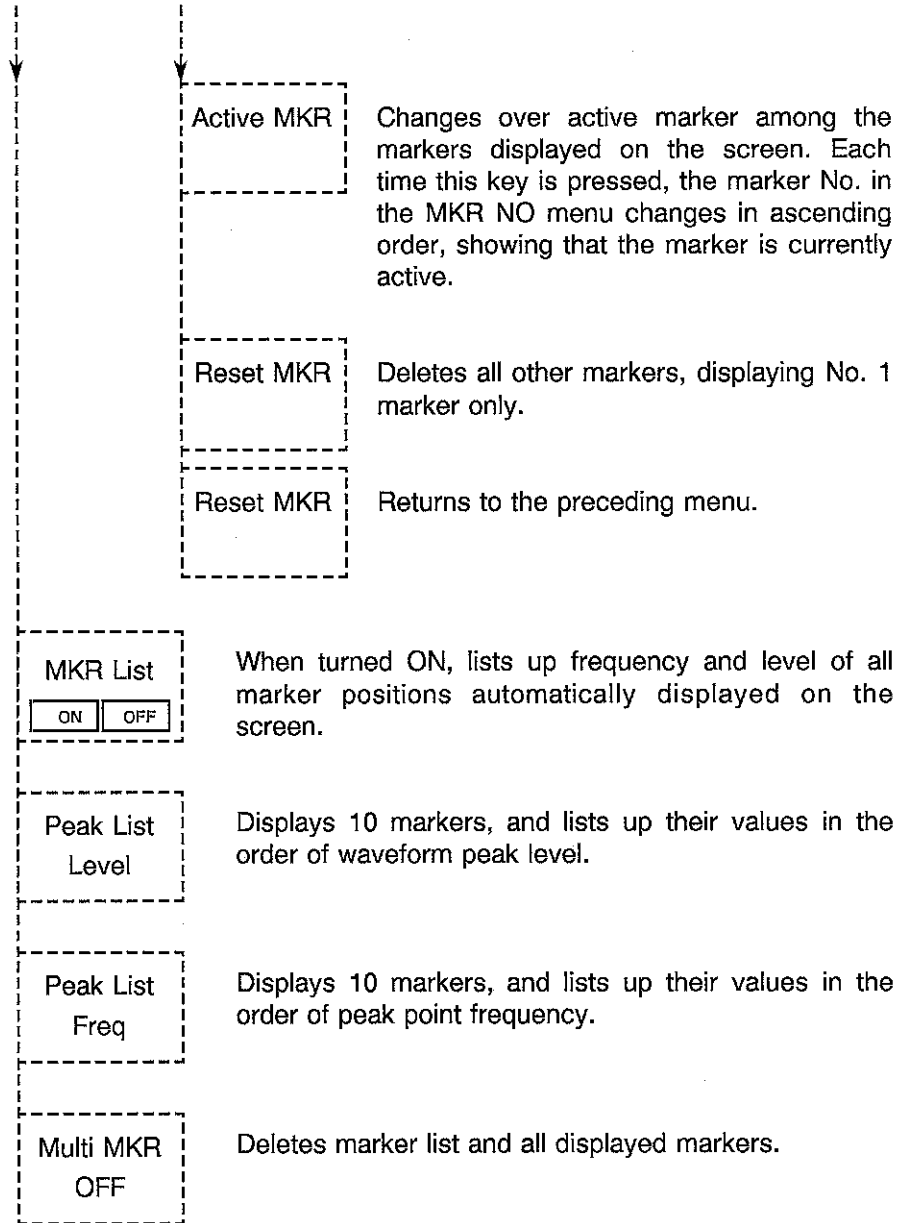 Active MKR
Changes over active marker among the
markers displayed on the screen. Each
time this key is pressed, the marker No. in
the MKR NO menu changes in ascending
order, showing that the marker is currently
active.
Reset MKR
Deletes all other markers, displaying No. 1
marker only.
Reset MKR
Returns to the preceding menu.
MKR List
ON OFF
When turned ON, lists up frequency and level of all
marker positions automatically displayed on the
screen.
Peak List
Level
Displays 10 markers, and lists up their values in the
order of waveform peak level.
Peak List
Freq
Displays 10 markers, and lists up their values in the
order of peak point frequency.
Multi MKR
OFF
Deletes marker list and all displayed markers.